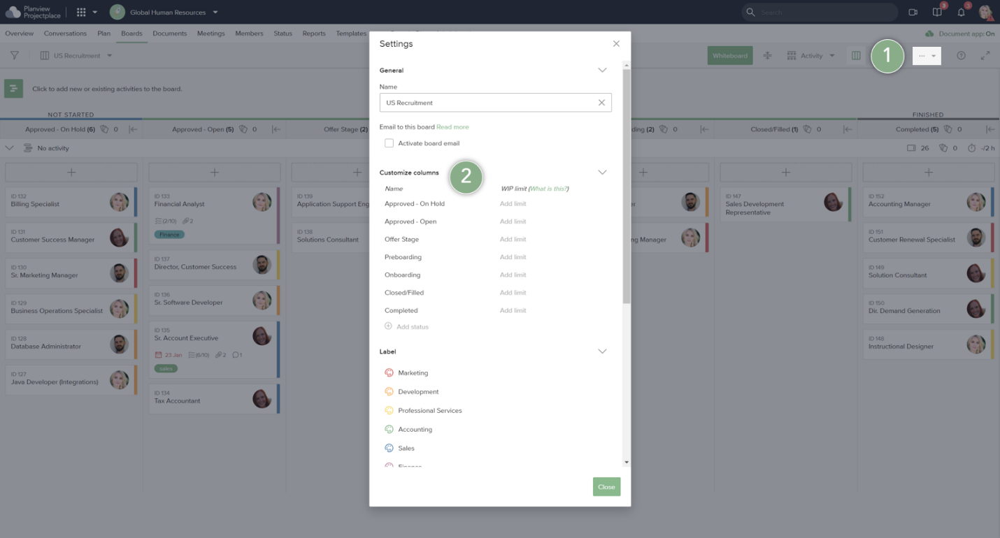 Planview
Projectplace
Global Human Resources
Search
3
3
Overview
Conversations
Plan
Boards
Documents
Meetings
Members
Status
Reports
Templates
Document app: On
US Recruitment
Whiteboard
Activity
1
...
Click to add new or existing activities to the board.
NOT STARTED
FINISHED
Approved - On Hold (6) 0
Approved - Open (5) 0
Offer Stage (2)
ding (2) 0
Closed/Filled (1) 0
Completed (5) 0
No activity
26
0
-/2 h
ID 132
Billing Specialist
ID 131
Customer Success Manager
ID 130
Sr. Marketing Manager
ID 129
Business Operations Specialist
ID 128
Database Administrator
ID 127
Java Developer (Integrations)
ID 133
Financial Analyst
(2/10) 2
Finance
ID 137
Director, Customer Success
ID 136
Sr. Software Developer
ID 135
Sr. Account Executive
23 Jan (6/10) 2 1
sales
ID 134
Tax Accountant
ID 139
Application Support Eng
ID 138
Solutions Consultant
Settings
General
Name
US Recruitment
Email to this board Read more
Activate board email
Customize columns
2
Name
WIP limit (What is this?)
Approved - On Hold
Add limit
Approved - Open
Add limit
Offer Stage
Add limit
Preboarding
Add limit
Onboarding
Add limit
Closed/Filled
Add limit
Completed
Add limit
Add status
Label
Marketing
Development
Professional Services
Accounting
Sales
Finance
Close
er
ng Manager
ID 147
Sales Development
Representative
ID 152
Accounting Manager
ID 151
Customer Renewal Specialist
ID 149
Solution Consultant
ID 150
Dir. Demand Generation
ID 148
Instructional Designer